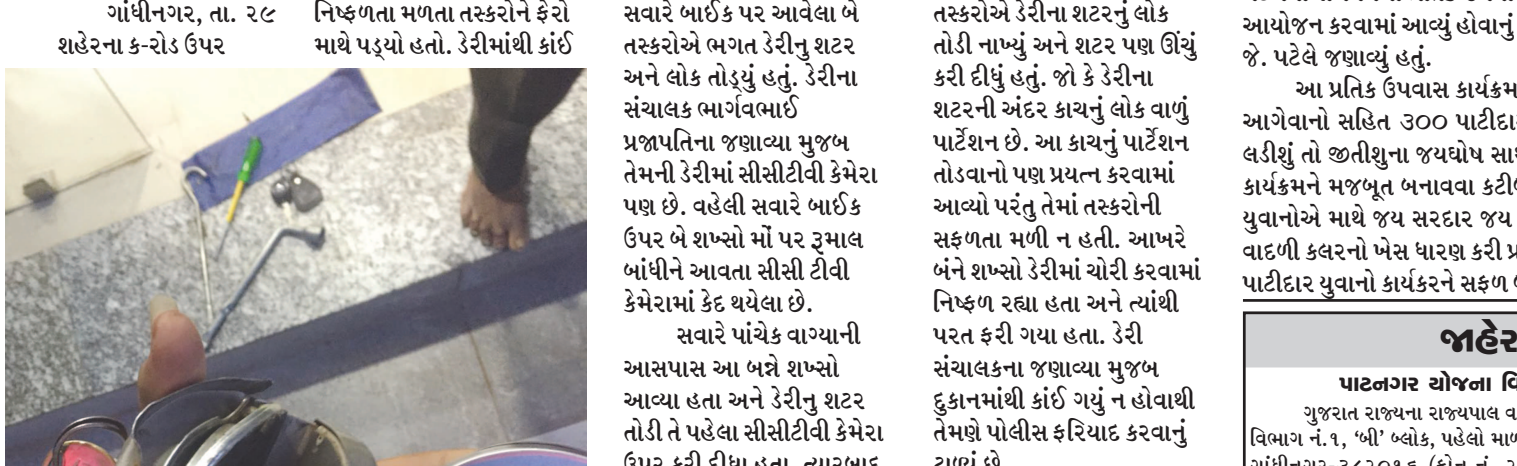 ગાંધીનગર, તા. ૨૯
શહેરના ક-રોડ ઉપર
નિષ્ફળતા મળતા તસ્કરોને ફેરો
માથે પડ્યો હતો. ડેરીમાંથી કાંઈ
સવારે બાઈક પર આવેલા બે
તસ્કરોએ ભગત ડેરીનુ શટર
અને લોક તોડ્યું હતું. ડેરીના
સંચાલક ભાર્ગવભાઈ
પ્રજાપતિના જણાવ્યા મુજબ
તેમની ડેરીમાં સીસીટીવી કેમેરા
પણ છે. વહેલી સવારે બાઈક
ઉપર બે શખ્સો મોં પર રૂમાલ
બાંધીને આવતા સીસી ટીવી
કેમેરામાં કેદ થયેલા છે.
સવારે પાંચેક વાગ્યાની
આસપાસ આ બન્ને શખ્સો
આવ્યા હતા અને ડેરીનુ શટર
તોડી તે પહેલા સીસીટીવી કેમેરા
ઉપર કરી દીધા હતા. ત્યારબાદ
તસ્કરોએ ડેરીના શટરનું લોક
તોડી નાખ્યું અને શટર પણ ઊંચું
કરી દીધું હતું. જો કે ડેરીના
શટરની અંદર કાચનું લોક વાળું
પાર્ટેશન છે. આ કાચનું પાર્ટેશન
તોડવાનો પણ પ્રયત્ન કરવામાં
આવ્યો પરંતુ તેમાં તસ્કરોની
સફળતા મળી ન હતી. આખરે
બંને શખ્સો ડેરીમાં ચોરી કરવામાં
નિષ્ફળ રહ્યા હતા અને ત્યાંથી
પરત ફરી ગયા હતા. ડેરી
સંચાલકના જણાવ્યા મુજબ
દુકાનમાંથી કાંઈ ગયું ન હોવાથી
તેમણે પોલીસ ફરિયાદ કરવાનું
ટાળ્યું છે.
આયોજન કરવામાં આવ્યું હોવાનું
જે. પટેલે જણાવ્યું હતું.
આ પ્રતિક ઉપવાસ કાર્યક્રમ
આગેવાનો સહિત ૩૦૦ પાટીદાર
લડીશું તો જીતીશુના જયઘોષ
કાર્યક્રમને મજબૂત બનાવવા
યુવાનોએ માથે જય સરદાર જય
વાદળી કલરનો ખેસ ધારણ કરી
પાટીદાર યુવાનો કાર્યકરને સફળ
જાહેર
પાટનગર યોજના
ગુજરાત રાજ્યના રાજ્યપાલ
વિભાગ નં.૧, ‘બી’ બ્લોક, પહેલો